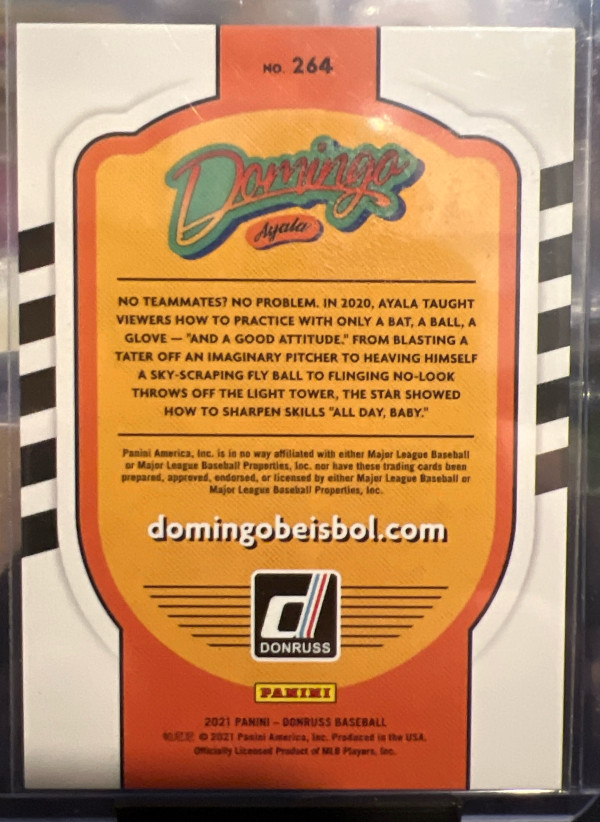 NO. 264
Domingo
Ayala
NO TEAMMATES? NO PROBLEM. IN 2020, AYALA TAUGHT
VIEWERS HOW TO PRACTICE WITH ONLY A BAT, A BALL, A
GLOVE — "AND A GOOD ATTITUDE." FROM BLASTING A
TATER OFF AN IMAGINARY PITCHER TO HEAVING HIMSELF
A SKY-SCRAPING FLY BALL TO FLINGING NO-LOOK
THROWS OFF THE LIGHT TOWER, THE STAR SHOWED
HOW TO SHARPEN SKILLS "ALL DAY, BABY."
Panini America, Inc. is in no way affiliated with either Major League Baseball
or Major League Baseball Properties, Inc. nor have these trading cards been
prepared, approved, endorsed, or licensed by either Major League Baseball or
Major League Baseball Properties, Inc.
domingobeisbol.com
d
DONRUSS
PANINI
2021 PANINI – DONRUSS BASEBALL
帕尼尼 © 2021 Panini America, Inc. Produced in the USA.
Officially Licensed Product of MLB Players, Inc.